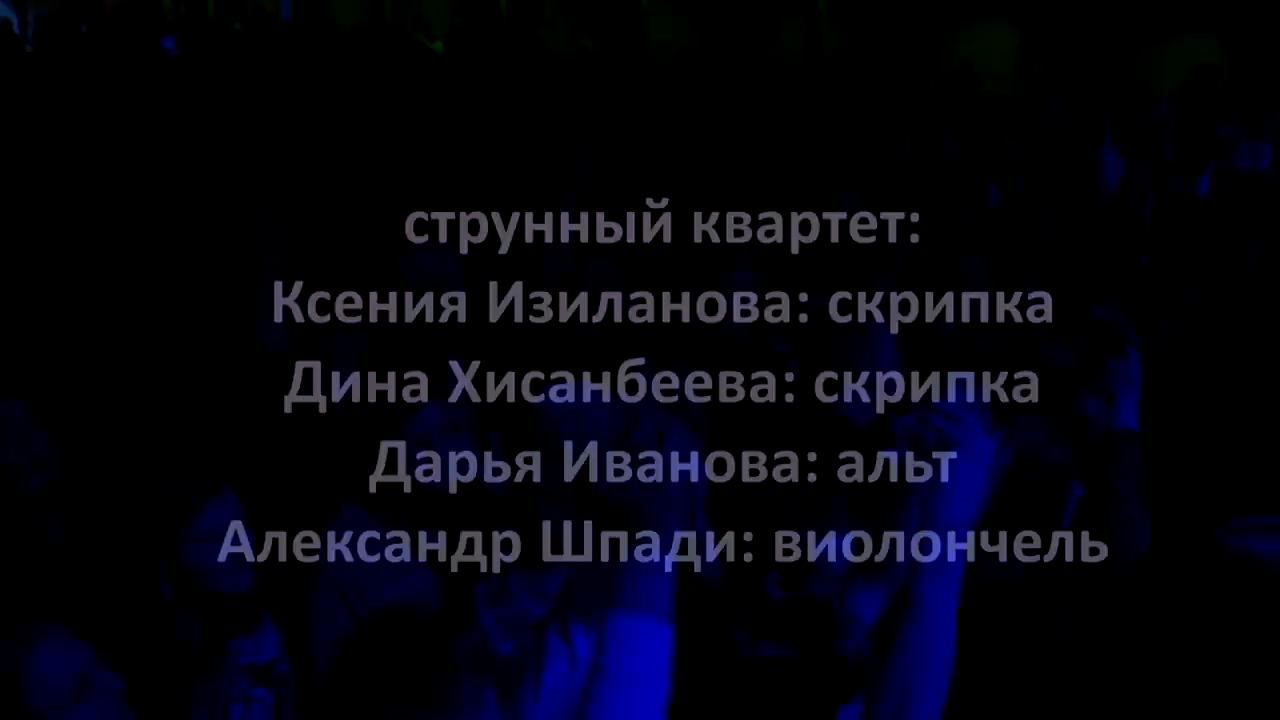 струнный квартет:
Ксения Изиланова: скрипка
Дина Хисанбеева: скрипка
Дарья Иванова: альт
Александр Шпади: виолончель